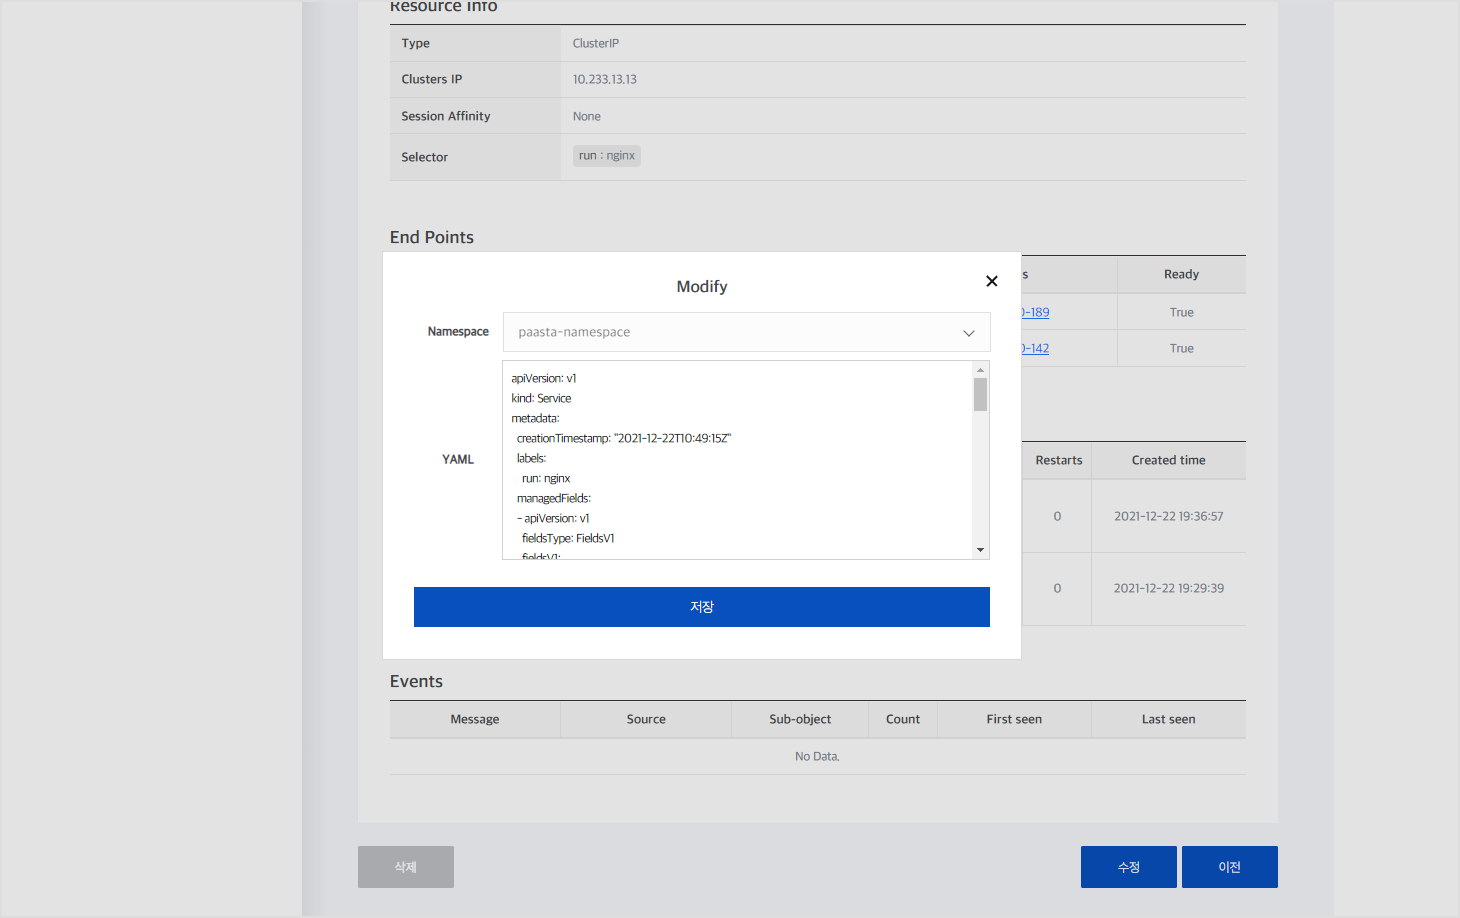 Resource Info
Type ClusterIP
Clusters IP 10.233.13.13
Session Affinity None
Selector run : nginx
End Points
s Ready
0-189 True
0-142 True
Modify
Namespace paasta-namespace
YAML
apiVersion: v1
kind: Service
metadata:
creationTimestamp: "2021-12-22T10:49:15Z"
labels:
run: nginx
managedFields:
- apiVersion: v1
fieldsType: FieldsV1
fieldsV1:
저장
Restarts Created time
0 2021-12-22 19:36:57
0 2021-12-22 19:29:39
Events
Message Source Sub-object Count First seen Last seen
No Data.
삭제 수정 이전